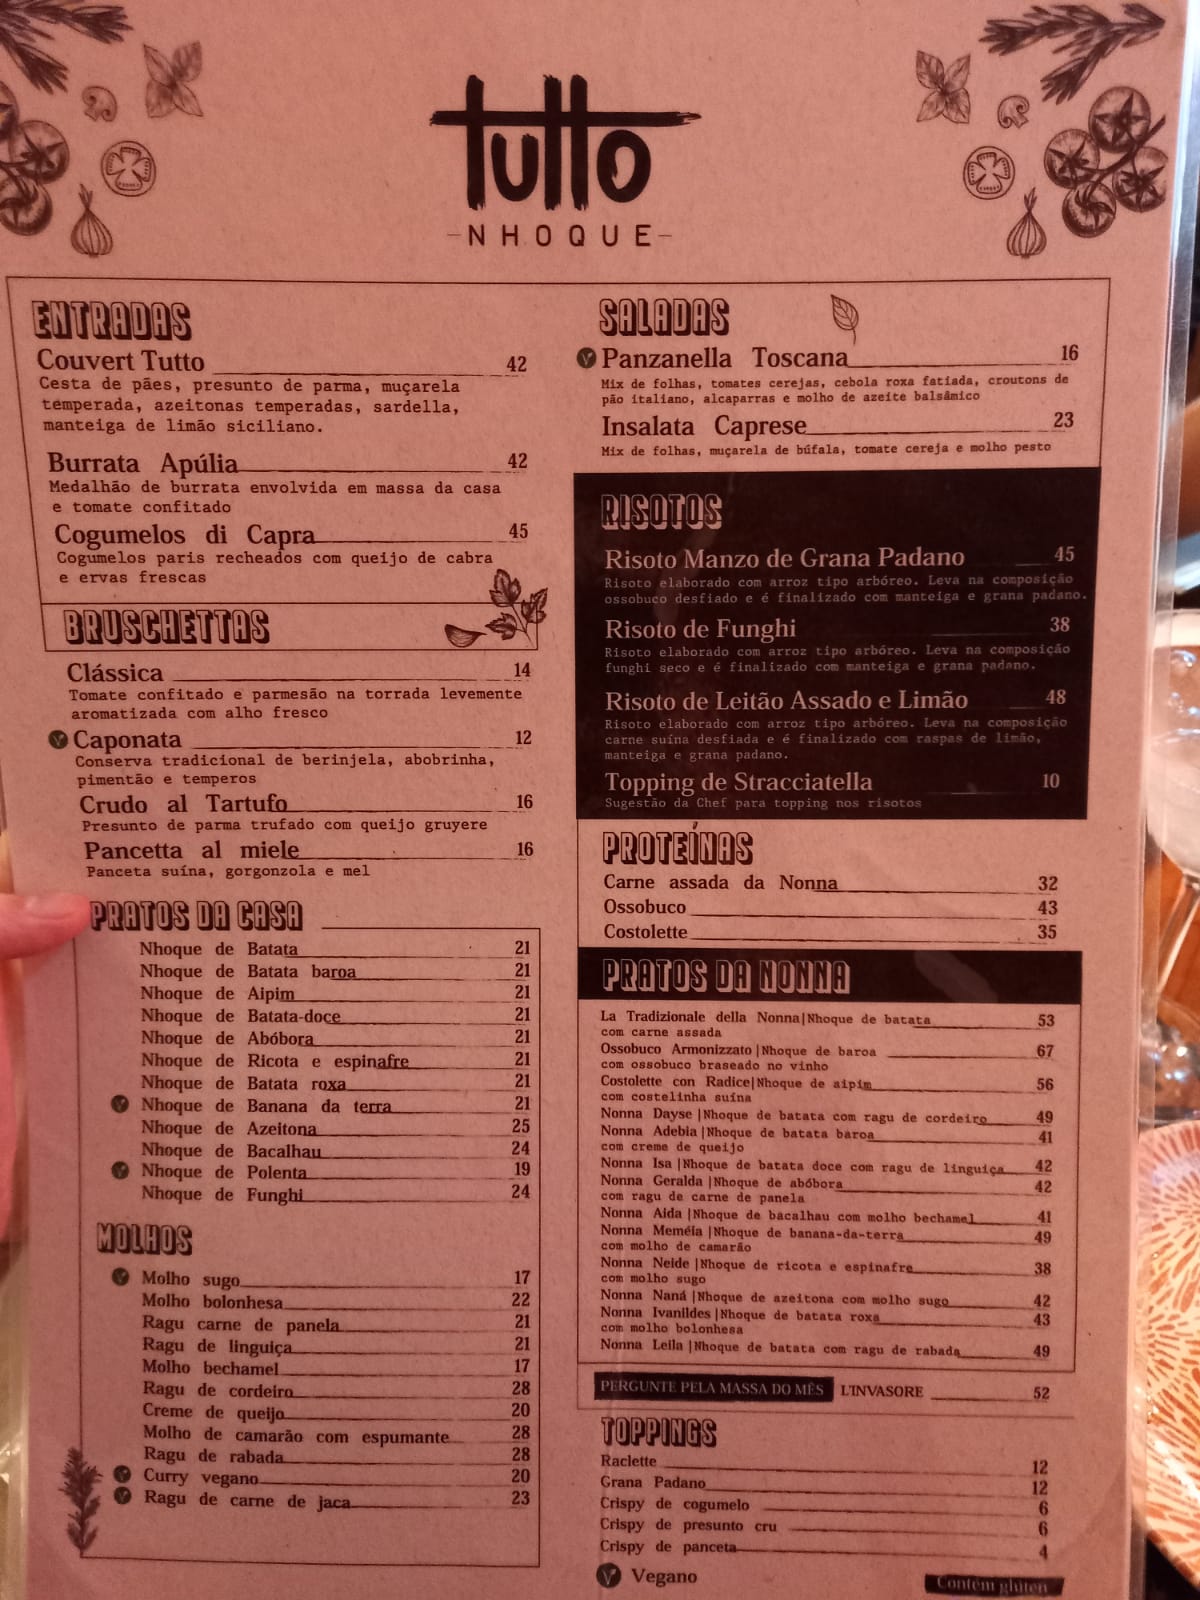 tutto
-NHOQUE-
ENTRADAS
Couvert Tutto 42
Cesta de pães, presunto de parma, muçarela
temperada, azeitonas temperadas, sardella,
manteiga de limão siciliano.
Burrata Apúlia 42
Medalhão de burrata envolvida em massa da casa
e tomate confitado
Cogumelos di Capra 45
Cogumelos paris recheados com queijo de cabra
e ervas frescas
BRUSCHETTAS
Clássica 14
Tomate confitado e parmesão na torrada levemente
aromatizada com alho fresco
V Caponata 12
Conserva tradicional de berinjela, abobrinha,
pimentão e temperos
Crudo al Tartufo 16
Presunto de parma trufado com queijo gruyere
Pancetta al miele 16
Panceta suína, gorgonzola e mel
PRATOS DA CASA
Nhoque de Batata 21
Nhoque de Batata baroa 21
Nhoque de Aipim 21
Nhoque de Batata-doce 21
Nhoque de Abóbora 21
Nhoque de Ricota e espinafre 21
Nhoque de Batata roxa 21
V Nhoque de Banana da terra 21
Nhoque de Azeitona 25
Nhoque de Bacalhau 24
V Nhoque de Polenta 19
Nhoque de Funghi 24
MOLHOS
V Molho sugo 17
Molho bolonhesa 22
Ragu carne de panela 21
Ragu de linguiça 21
Molho bechamel 17
Ragu de cordeiro 28
Creme de queijo 20
Molho de camarão com espumante 28
Ragu de rabada 28
V Curry vegano 20
V Ragu de carne de jaca 23
SALADAS
V Panzanella Toscana 16
Mix de folhas, tomates cerejas, cebola roxa fatiada, croutons de
pão italiano, alcaparras e molho de azeite balsâmico
Insalata Caprese 23
Mix de folhas, muçarela de búfala, tomate cereja e molho pesto
RISOTOS
Risoto Manzo de Grana Padano 45
Risoto elaborado com arroz tipo arbóreo. Leva na composição
ossobuco desfiado e é finalizado com manteiga e grana padano.
Risoto de Funghi 38
Risoto elaborado com arroz tipo arbóreo. Leva na composição
funghi seco e é finalizado com manteiga e grana padano.
Risoto de Leitão Assado e Limão 48
Risoto elaborado com arroz tipo arbóreo. Leva na composição
carne suína desfiada e é finalizado com raspas de limão,
manteiga e grana padano.
Topping de Stracciatella 10
Sugestão da Chef para topping nos risotos
PROTEÍNAS
Carne assada da Nonna 32
Ossobuco 43
Costolette 35
PRATOS DA NONNA
La Tradizionale della Nonna|Nhoque de batata 53
com carne assada
Ossobuco Armonizzato|Nhoque de baroa 67
com ossobuco braseado no vinho
Costolette con Radice|Nhoque de aipim 56
com costelinha suína
Nonna Dayse|Nhoque de batata com ragu de cordeiro 49
Nonna Adebia|Nhoque de batata baroa 41
com creme de queijo
Nonna Isa|Nhoque de batata doce com ragu de linguiça 42
Nonna Geralda|Nhoque de abóbora 42
com ragu de carne de panela
Nonna Aida|Nhoque de bacalhau com molho bechamel 41
Nonna Meméia|Nhoque de banana-da-terra 49
com molho de camarão
Nonna Neide|Nhoque de ricota e espinafre 38
com molho sugo
Nonna Naná|Nhoque de azeitona com molho sugo 42
Nonna Ivanildes|Nhoque de batata roxa 43
com molho bolonhesa
Nonna Leila|Nhoque de batata com ragu de rabada 49
PERGUNTE PELA MASSA DO MÊS L'INVASORE 52
TOPPINGS
Raclette 12
Grana Padano 12
Crispy de cogumelo 6
Crispy de presunto cru 6
Crispy de panceta 4
V Vegano
Contém glúten